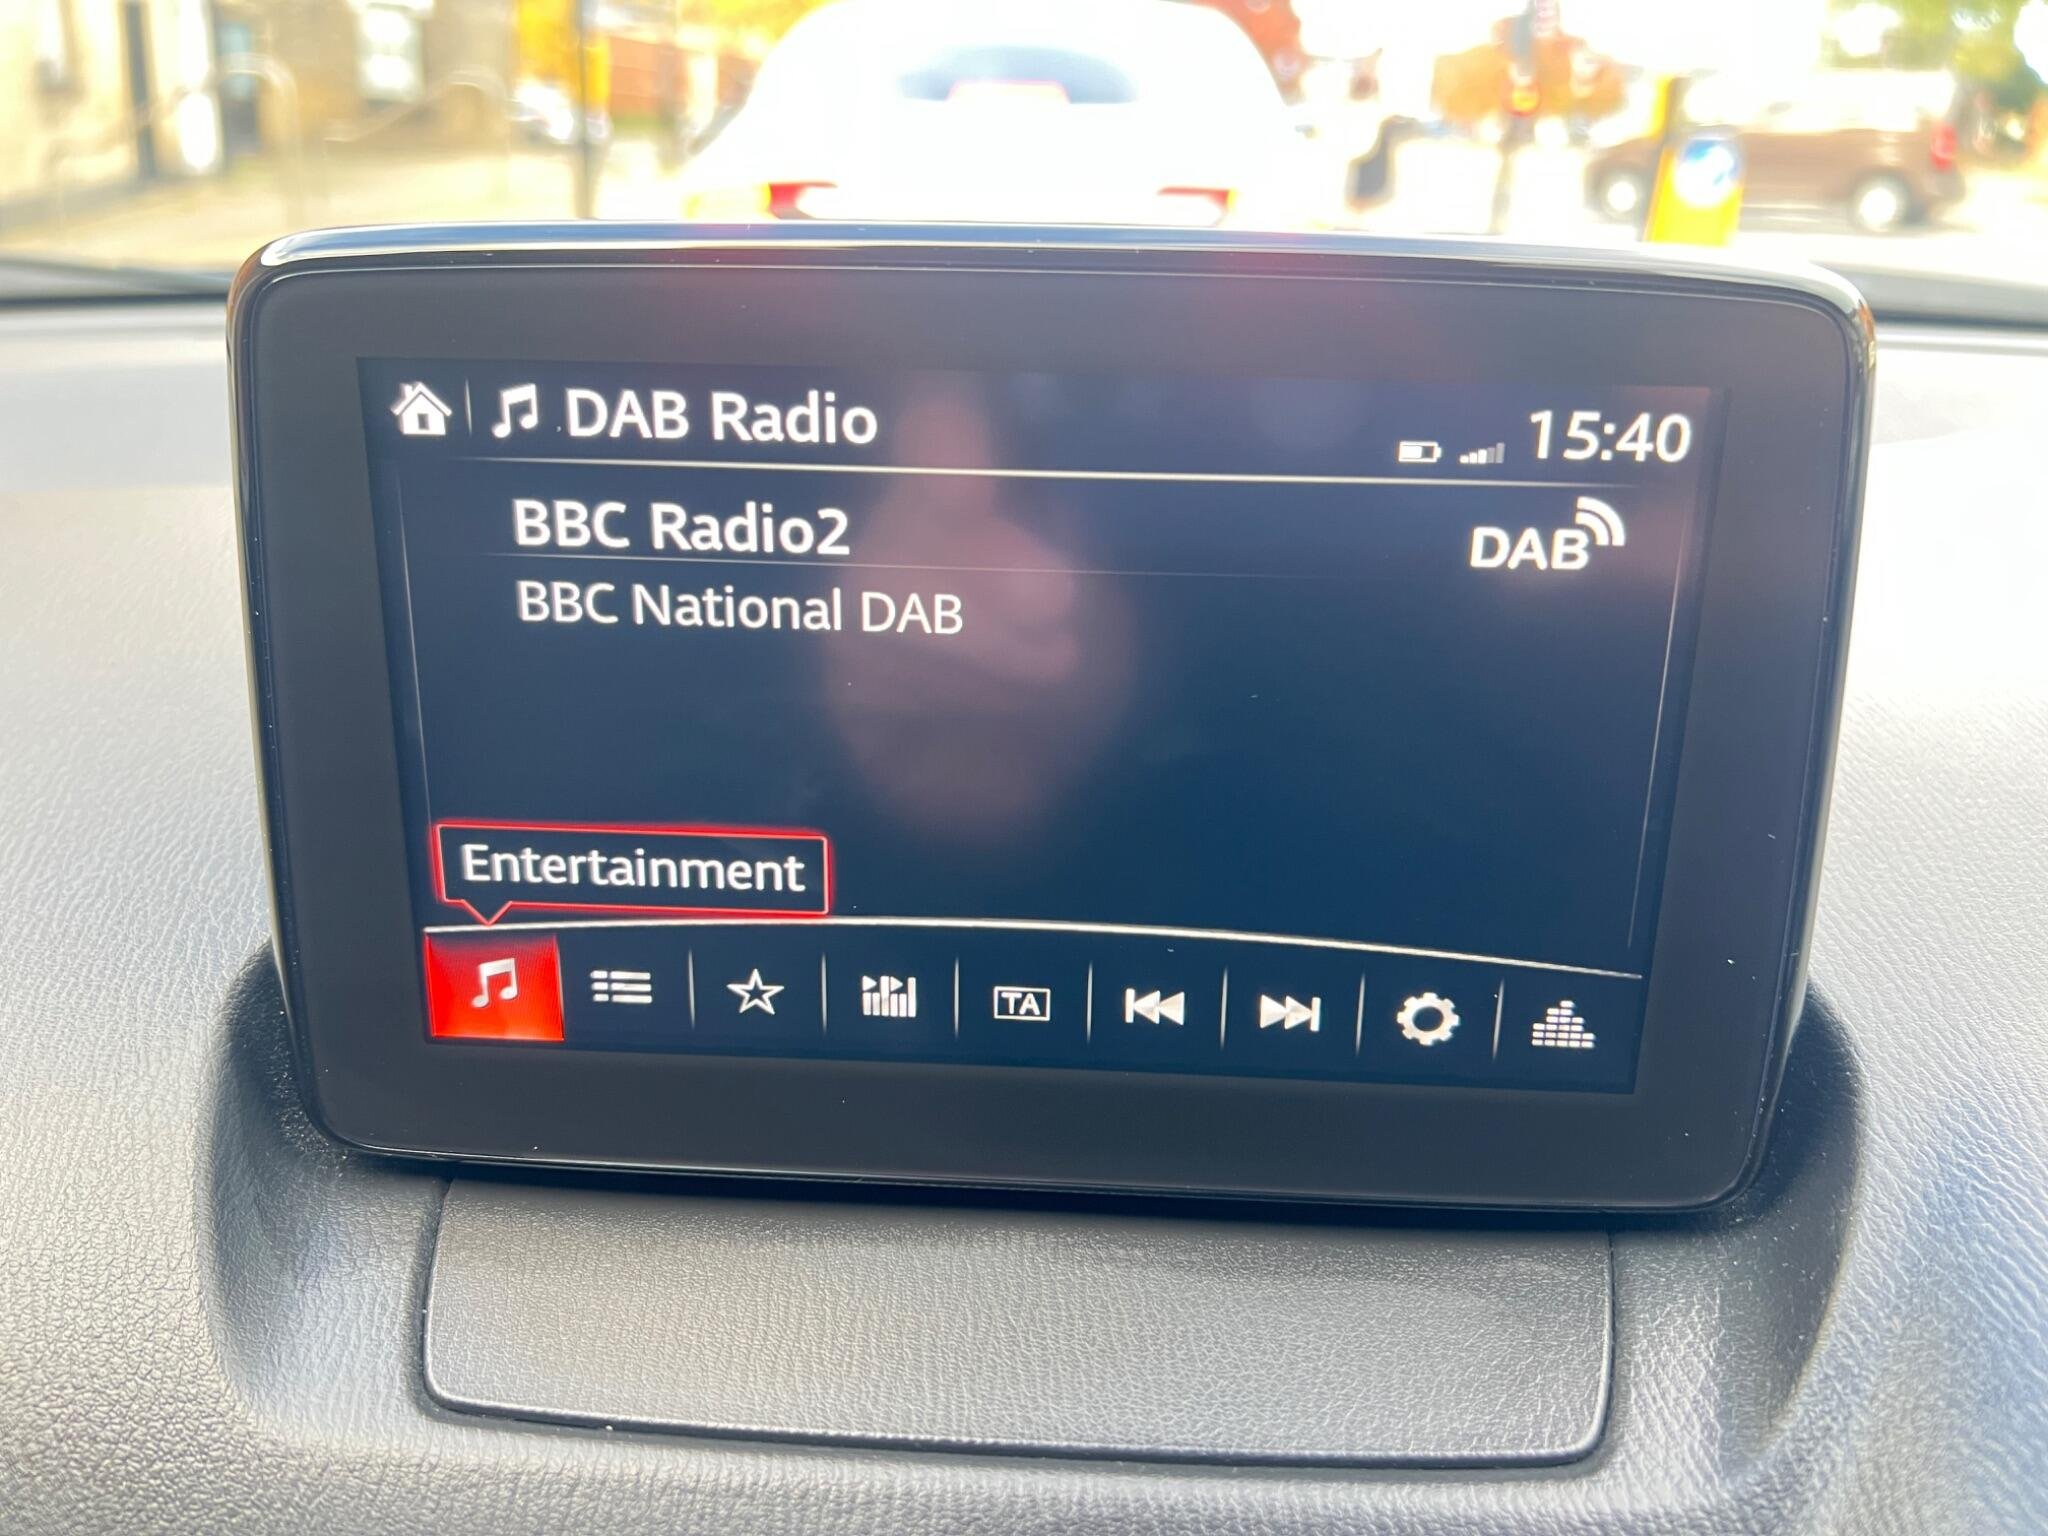 DAB Radio
15:40
BBC Radio2
DAB
BBC National DAB
Entertainment
TA